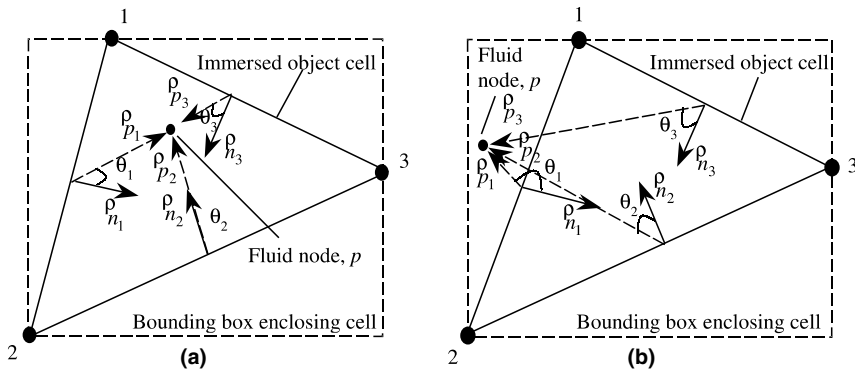 1
Immersed object cell
ρ p₃
ρ p₁
θ₃
ρ n₃
θ₁
ρ p₂
3
ρ n₁
ρ n₂
θ₂
Fluid node, p
Bounding box enclosing cell
2
(a)
1
Fluid
node, p
Immersed object cell
ρ p₃
θ₃
ρ p₂
ρ p₁
θ₁
ρ n₃
3
ρ n₂
ρ n₁
θ₂
Bounding box enclosing cell
2
(b)